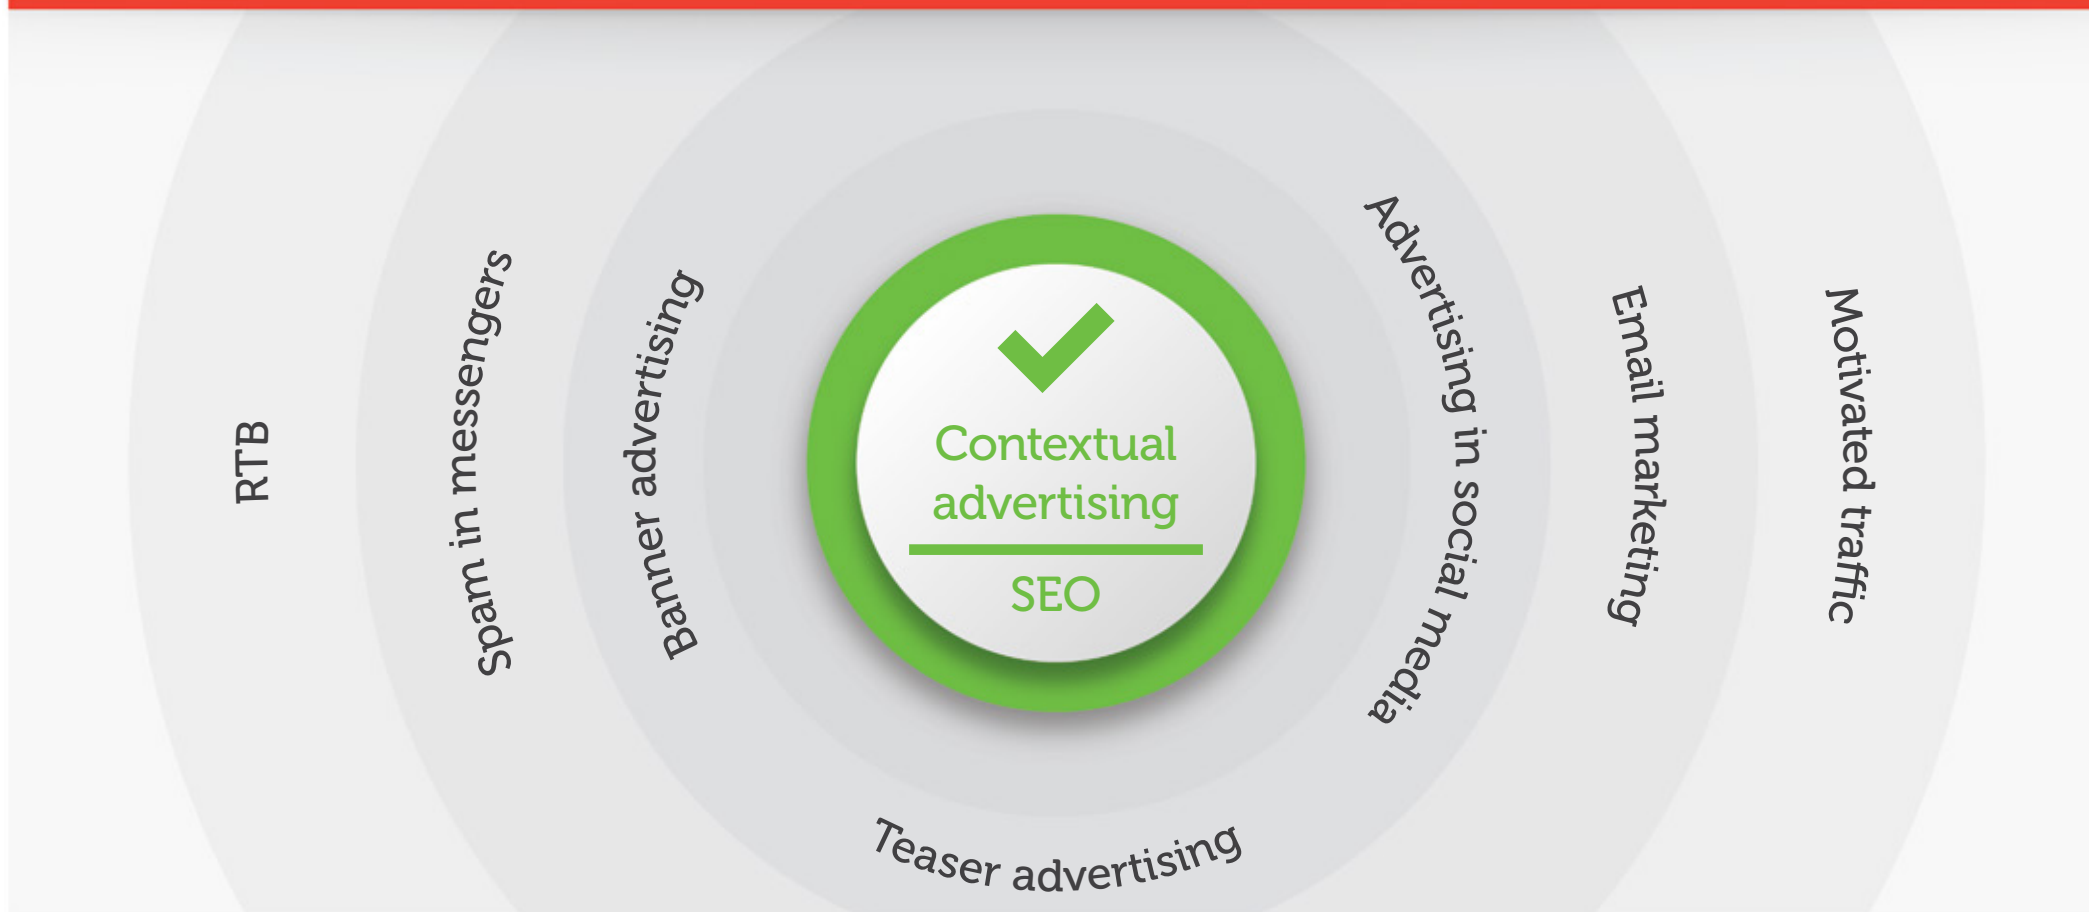 RTB
Spam in messengers
Banner advertising
Contextual
advertising
SEO
Advertising in social media
Email marketing
Motivated traffic
Teaser advertising